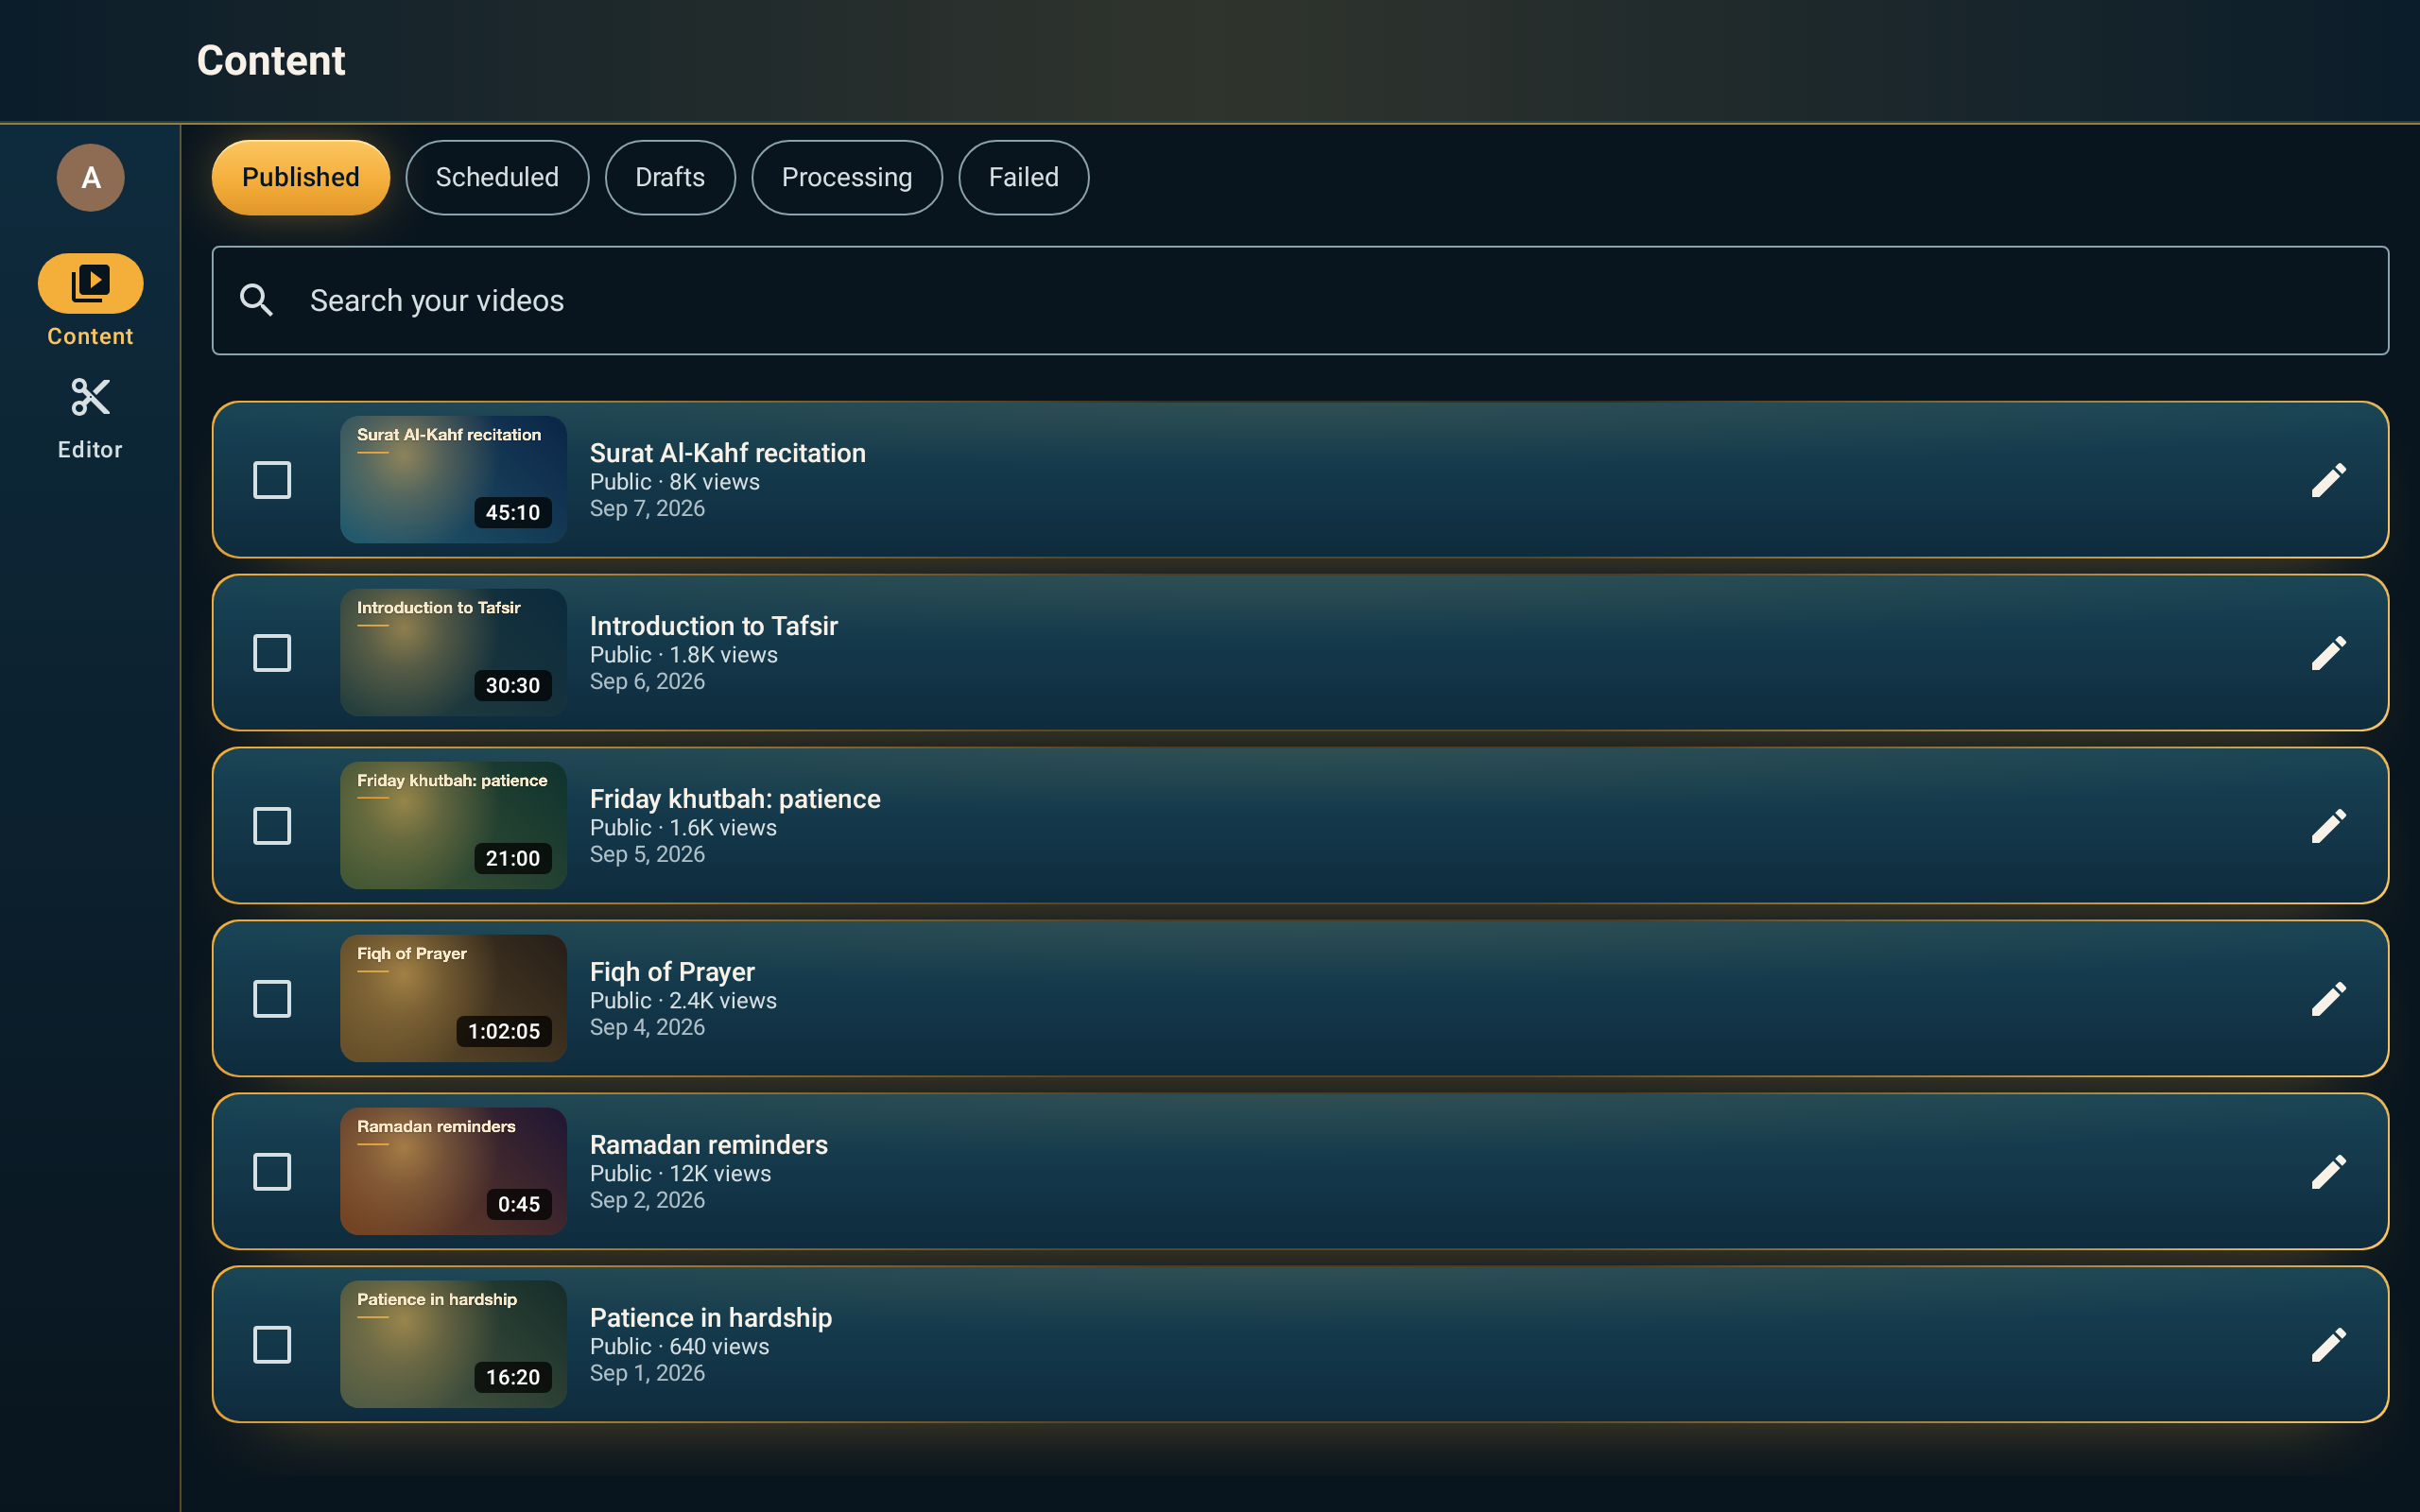 Content
A
Content
Editor
Published
Scheduled
Drafts
Processing
Failed
Search your videos
Surat Al-Kahf recitation
45:10
Surat Al-Kahf recitation
Public · 8K views
Sep 7, 2026
Introduction to Tafsir
30:30
Introduction to Tafsir
Public · 1.8K views
Sep 6, 2026
Friday khutbah: patience
21:00
Friday khutbah: patience
Public · 1.6K views
Sep 5, 2026
Fiqh of Prayer
1:02:05
Fiqh of Prayer
Public · 2.4K views
Sep 4, 2026
Ramadan reminders
0:45
Ramadan reminders
Public · 12K views
Sep 2, 2026
Patience in hardship
16:20
Patience in hardship
Public · 640 views
Sep 1, 2026